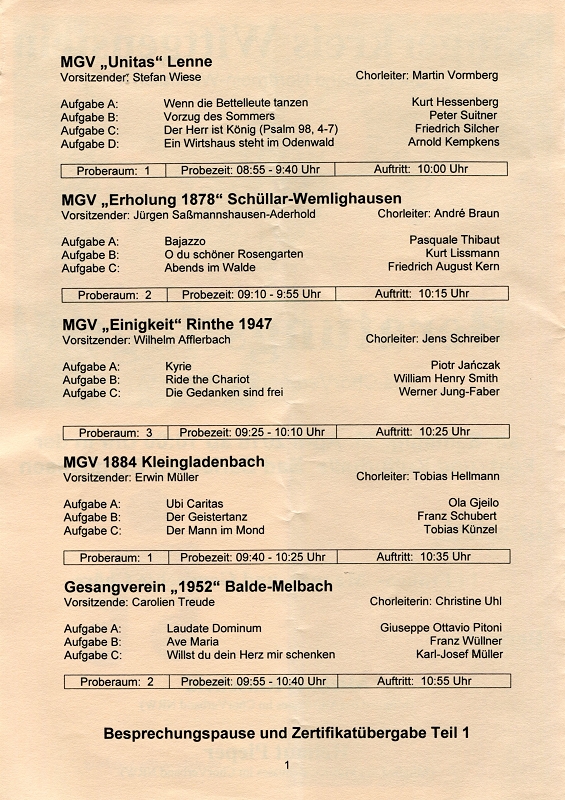 MGV „Unitas“ Lenne
Vorsitzender: Stefan Wiese Chorleiter: Martin Vormberg
Aufgabe A: Wenn die Bettelleute tanzen Kurt Hessenberg
Aufgabe B: Vorzug des Sommers Peter Suitner
Aufgabe C: Der Herr ist König (Psalm 98, 4-7) Friedrich Silcher
Aufgabe D: Ein Wirtshaus steht im Odenwald Arnold Kempkens
Proberaum: 1 Probezeit: 08:55 - 9:40 Uhr Auftritt: 10:00 Uhr
MGV „Erholung 1878“ Schüllar-Wemlighausen
Vorsitzender: Jürgen Saßmannshausen-Aderhold Chorleiter: André Braun
Aufgabe A: Bajazzo Pasquale Thibaut
Aufgabe B: O du schöner Rosengarten Kurt Lissmann
Aufgabe C: Abends im Walde Friedrich August Kern
Proberaum: 2 Probezeit: 09:10 - 9:55 Uhr Auftritt: 10:15 Uhr
MGV „Einigkeit“ Rinthe 1947
Vorsitzender: Wilhelm Afflerbach Chorleiter: Jens Schreiber
Aufgabe A: Kyrie Piotr Jańczak
Aufgabe B: Ride the Chariot William Henry Smith
Aufgabe C: Die Gedanken sind frei Werner Jung-Faber
Proberaum: 3 Probezeit: 09:25 - 10:10 Uhr Auftritt: 10:25 Uhr
MGV 1884 Kleingladenbach
Vorsitzender: Erwin Müller Chorleiter: Tobias Hellmann
Aufgabe A: Ubi Caritas Ola Gjeilo
Aufgabe B: Der Geistertanz Franz Schubert
Aufgabe C: Der Mann im Mond Tobias Künzel
Proberaum: 1 Probezeit: 09:40 - 10:25 Uhr Auftritt: 10:35 Uhr
Gesangverein „1952“ Balde-Melbach
Vorsitzende: Carolien Treude Chorleiterin: Christine Uhl
Aufgabe A: Laudate Dominum Giuseppe Ottavio Pitoni
Aufgabe B: Ave Maria Franz Wüllner
Aufgabe C: Willst du dein Herz mir schenken Karl-Josef Müller
Proberaum: 2 Probezeit: 09:55 - 10:40 Uhr Auftritt: 10:55 Uhr
Besprechungspause und Zertifikatübergabe Teil 1
1